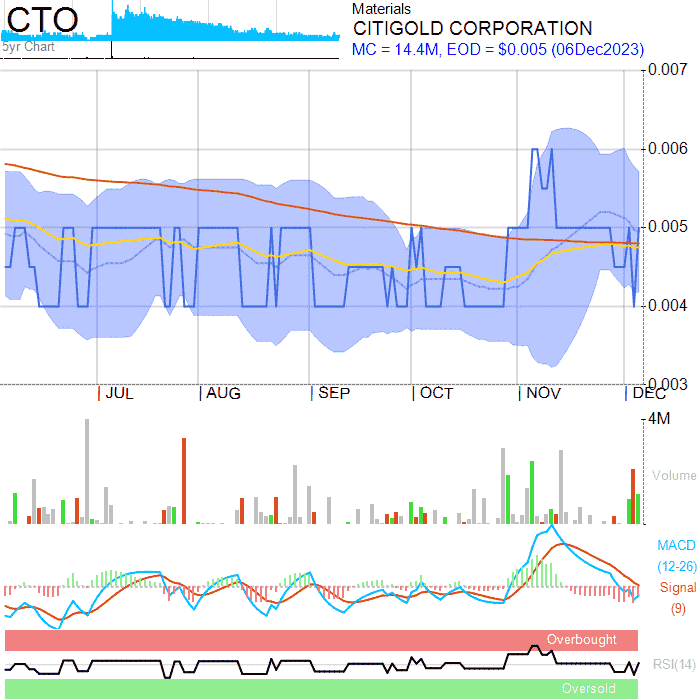 CTO
5yr Chart
Materials
CITIGOLD CORPORATION
MC = 14.4M, EOD = $0.005 (06Dec2023)
0.007
0.006
0.005
0.004
0.003
JUL AUG SEP OCT NOV DEC
4M
Volume
MACD
(12-26)
Signal
(9)
Overbought
RSI(14)
Oversold